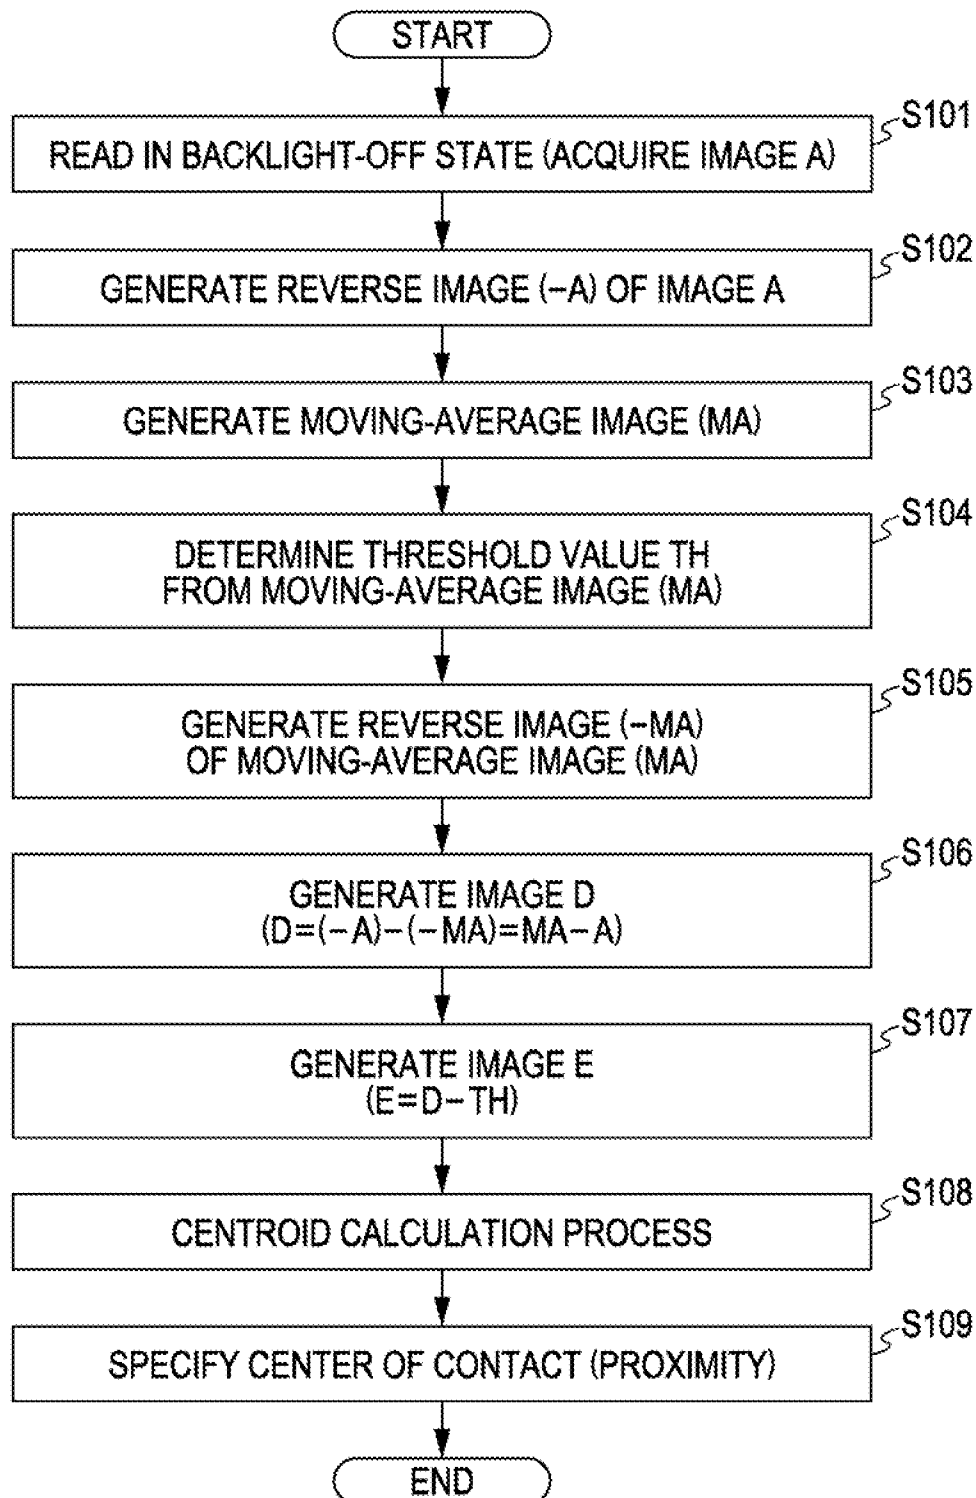 START
S101
READ IN BACKLIGHT-OFF STATE (ACQUIRE IMAGE A)
S102
GENERATE REVERSE IMAGE (−A) OF IMAGE A
S103
GENERATE MOVING-AVERAGE IMAGE (MA)
S104
DETERMINE THRESHOLD VALUE TH
FROM MOVING-AVERAGE IMAGE (MA)
S105
GENERATE REVERSE IMAGE (−MA)
OF MOVING-AVERAGE IMAGE (MA)
S106
GENERATE IMAGE D
(D=(−A)−(−MA)=MA−A)
S107
GENERATE IMAGE E
(E=D−TH)
S108
CENTROID CALCULATION PROCESS
S109
SPECIFY CENTER OF CONTACT (PROXIMITY)
END